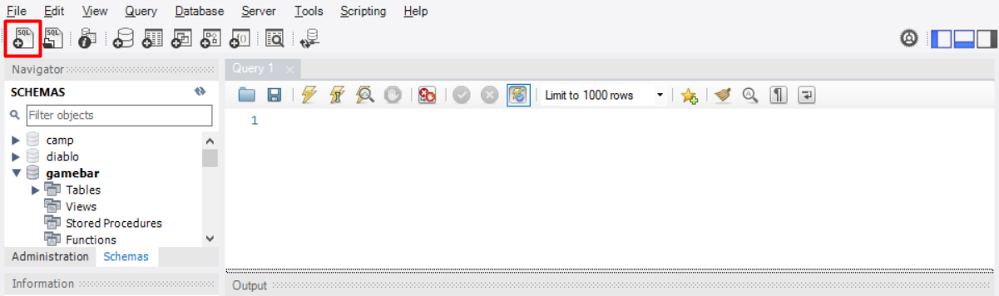 File Edit View Query Database Server Tools Scripting Help
SQL SQL
Navigator
Query 1
SCHEMAS
Limit to 1000 rows
Filter objects
1
camp
diablo
gamebar
Tables
Views
Stored Procedures
Functions
Administration Schemas
Information
Output